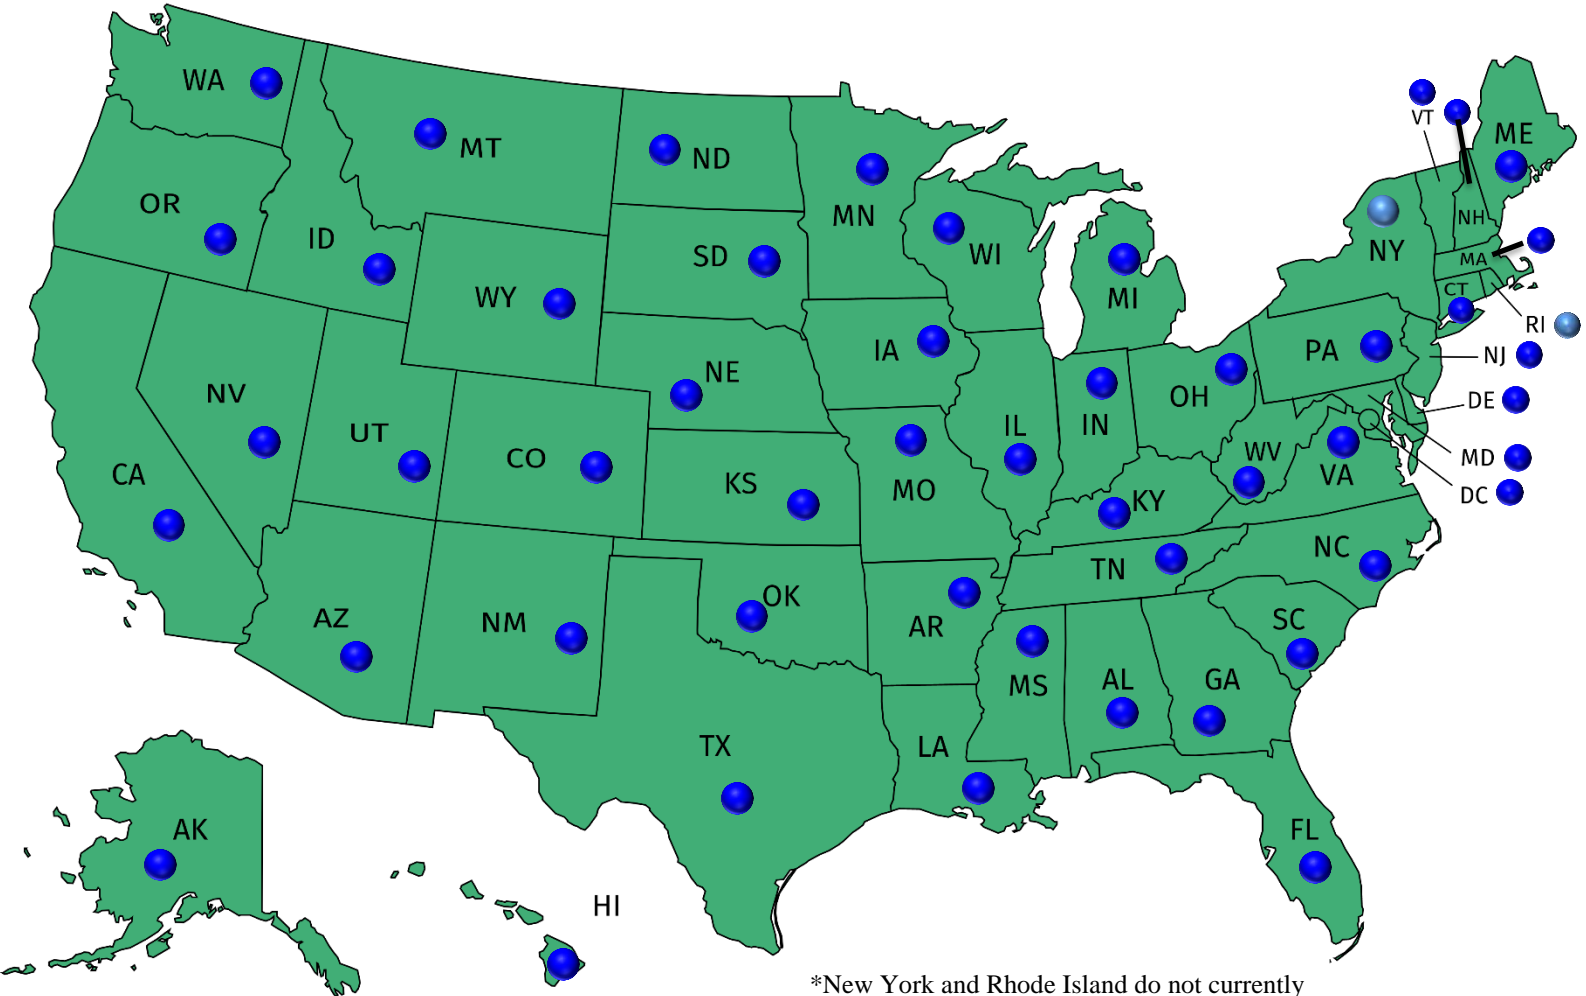 WA
MT
ND
MN
OR
ID
SD
WI
MI
WY
IA
NE
NV
UT
CO
CA
KS
MO
IL
IN
OH
PA
NY
VT
ME
NH
MA
CT
RI
NJ
DE
MD
DC
WV
VA
KY
NC
TN
SC
AZ
NM
OK
AR
MS
AL
GA
LA
TX
FL
AK
HI
*New York and Rhode Island do not currently